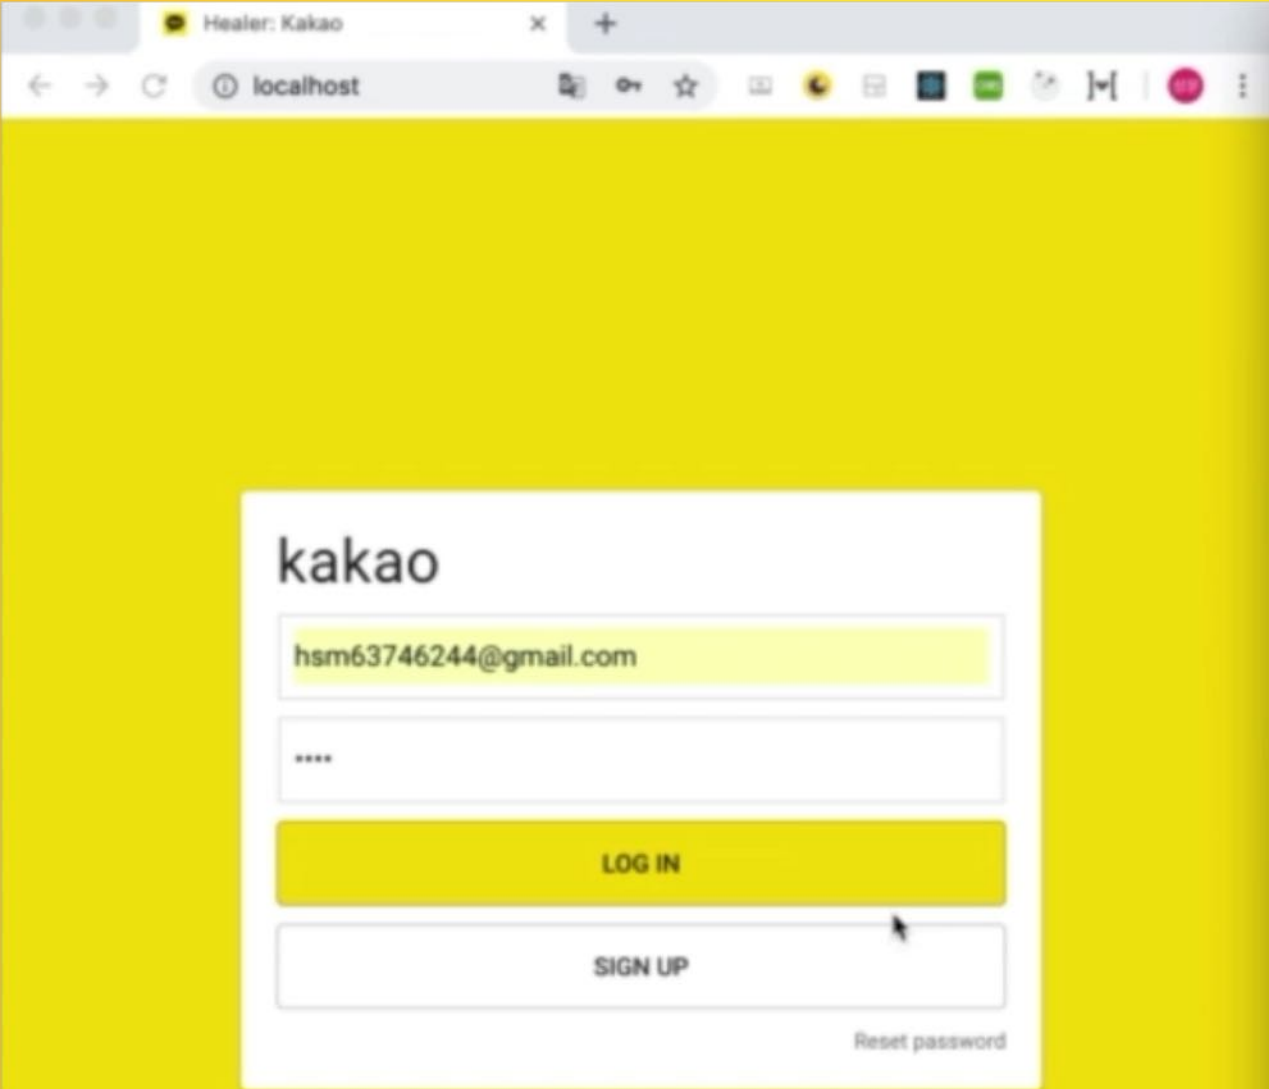 Healer: Kakao
localhost
kakao
hsm63746244@gmail.com
••••
LOG IN
SIGN UP
Reset password